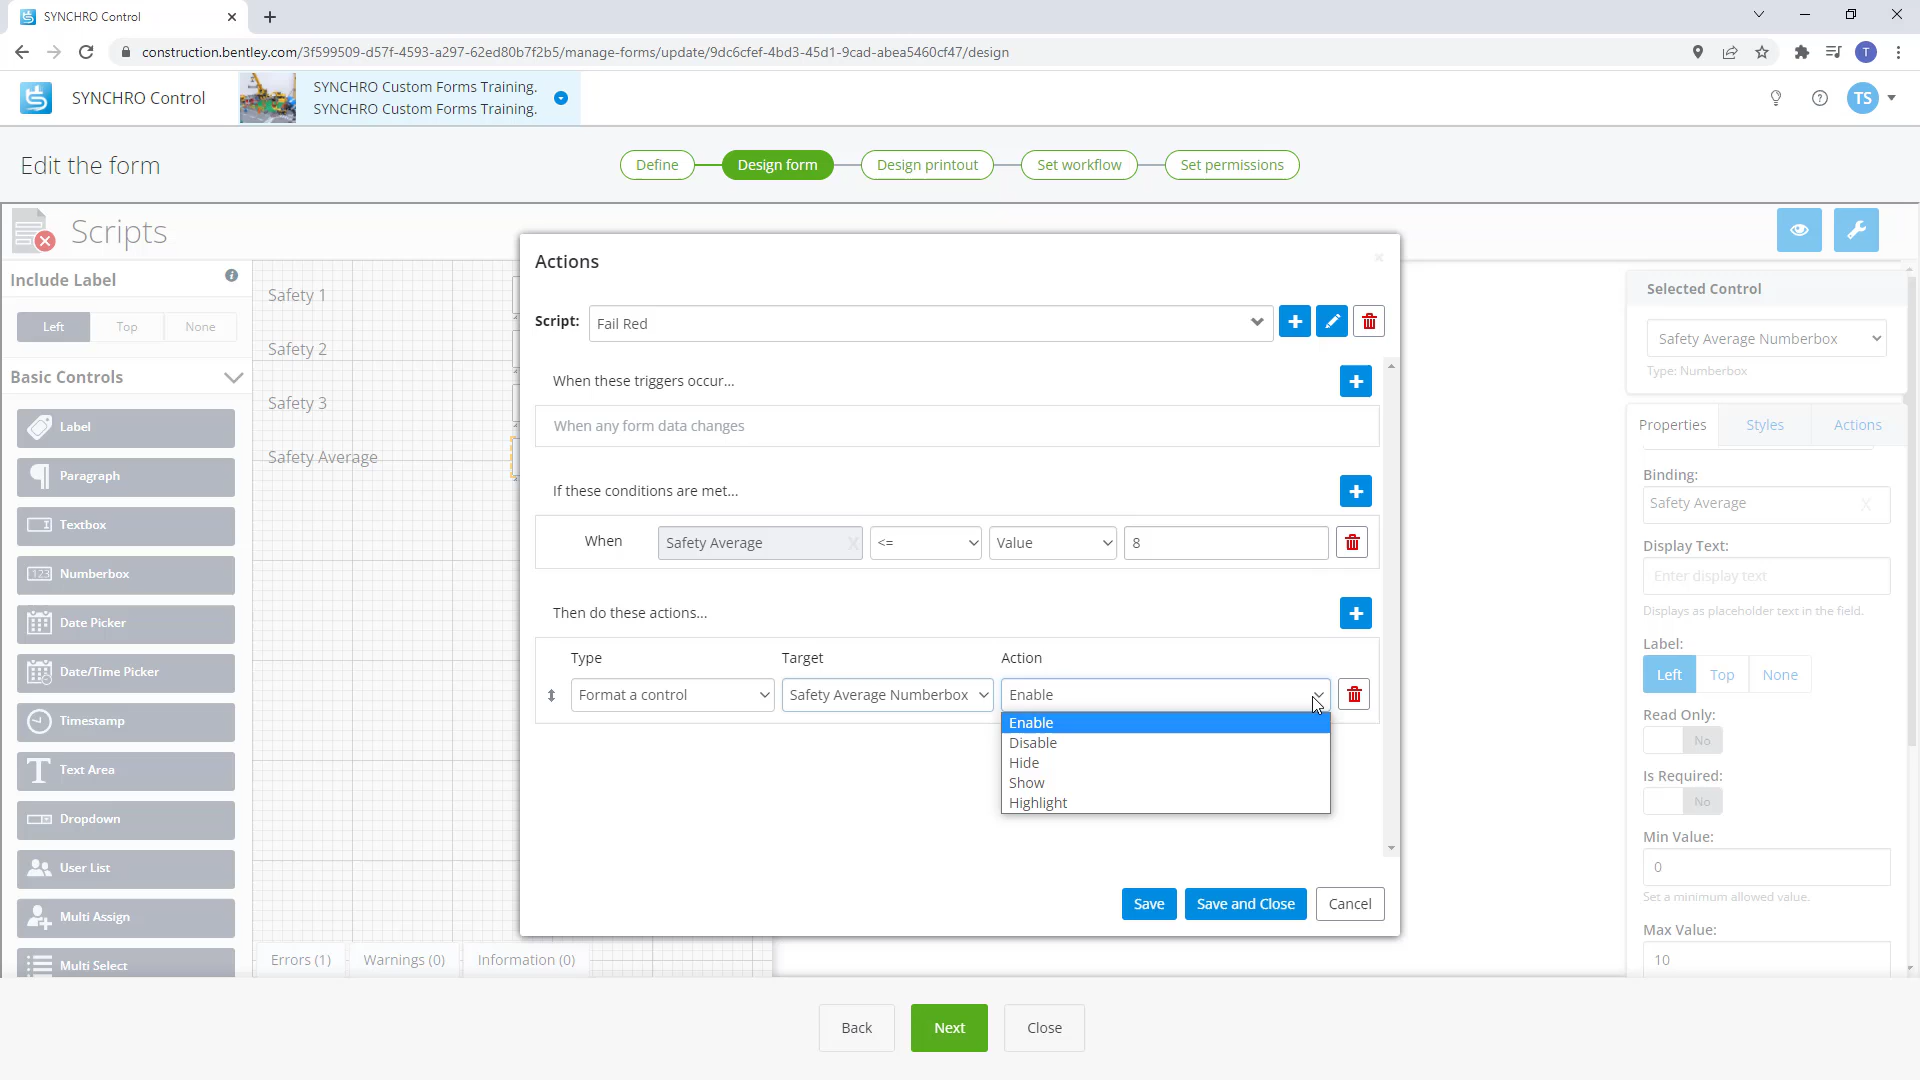 SYNCHRO Control
construction.bentley.com/3f599509-d57f-4593-a297-62ed80b7f2b5/manage-forms/update/9dc6cfef-4bd3-45d1-9cad-abea5460cf47/design
T
SYNCHRO Control
SYNCHRO Custom Forms Training.
SYNCHRO Custom Forms Training.
TS
Edit the form
Define
Design form
Design printout
Set workflow
Set permissions
Scripts
Include Label
Left
Top
None
Basic Controls
Label
Paragraph
Textbox
123
Numberbox
Date Picker
Date/Time Picker
Timestamp
Text Area
Dropdown
User List
Multi Assign
Multi Select
Safety 1
Safety 2
Safety 3
Safety Average
Errors (1)
Warnings (0)
Information (0)
Actions
Script:
Fail Red
When these triggers occur...
When any form data changes
If these conditions are met...
When
Safety Average
X
<=
Value
8
Then do these actions...
Type
Target
Action
Format a control
Safety Average Numberbox
Enable
Enable
Disable
Hide
Show
Highlight
Save
Save and Close
Cancel
Selected Control
Safety Average Numberbox
Type: Numberbox
Properties
Styles
Actions
Binding:
Safety Average
X
Display Text:
Enter display text
Displays as placeholder text in the field.
Label:
Left
Top
None
Read Only:
No
Is Required:
No
Min Value:
0
Set a minimum allowed value.
Max Value:
10
Back
Next
Close